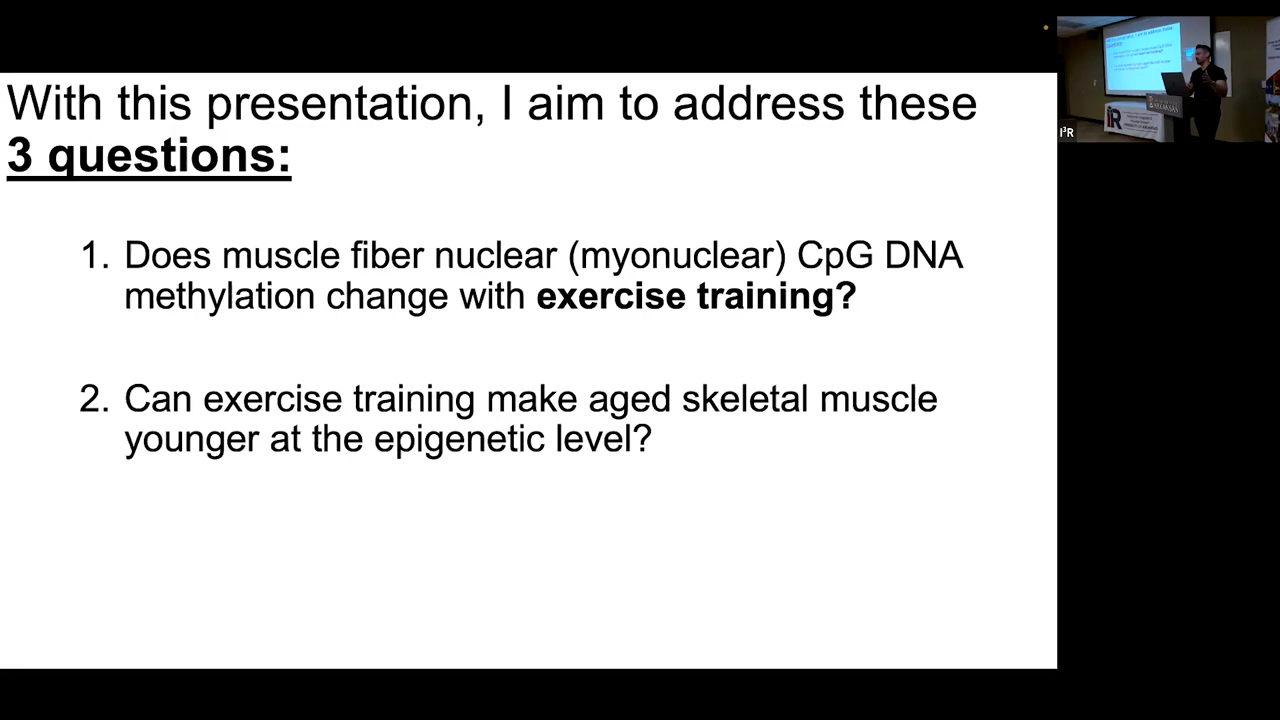 With this presentation, I aim to address these
3 questions:
1. Does muscle fiber nuclear (myonuclear) CpG DNA
methylation change with exercise training?
2. Can exercise training make aged skeletal muscle
younger at the epigenetic level?
I³R